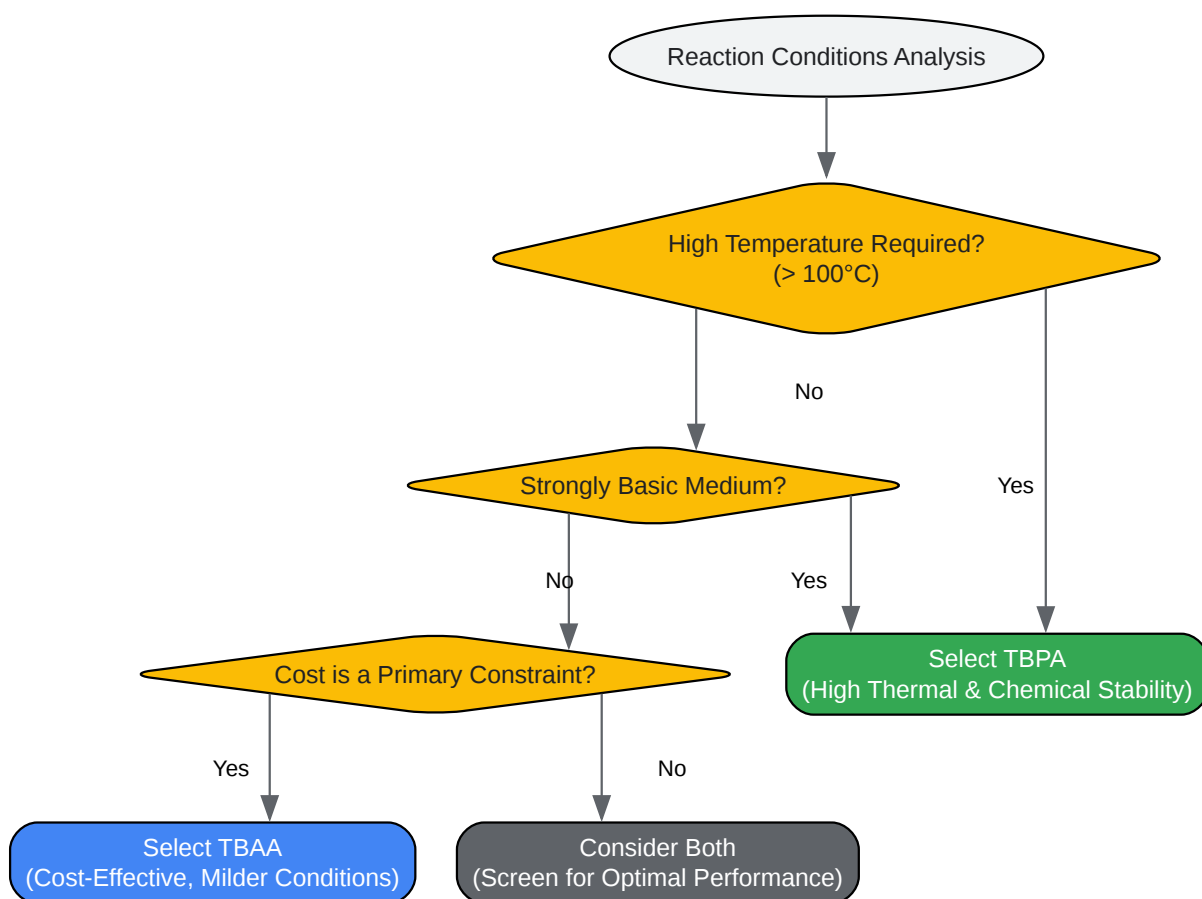 Reaction Conditions Analysis
High Temperature Required?
(> 100°C)
No
Strongly Basic Medium?
Yes
No
Yes
Cost is a Primary Constraint?
Select TBPA
(High Thermal & Chemical Stability)
Yes
No
Select TBAA
(Cost-Effective, Milder Conditions)
Consider Both
(Screen for Optimal Performance)